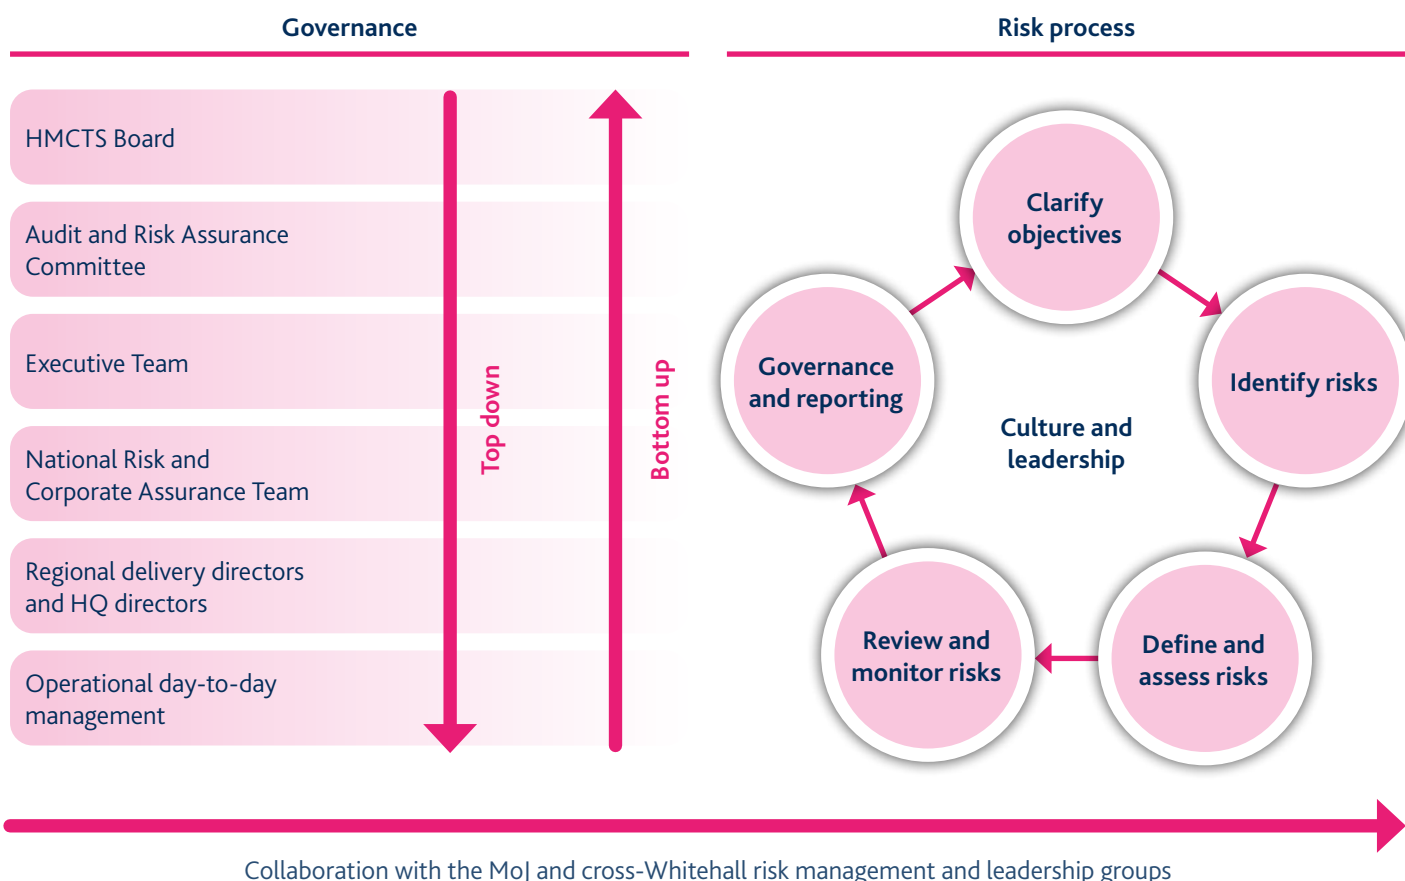 Governance
HMCTS Board
Audit and Risk Assurance
Committee
Executive Team
National Risk and
Corporate Assurance Team
Regional delivery directors
and HQ directors
Operational day-to-day
management
Top down
Bottom up
Risk process
Clarify
objectives
Identify risks
Define and
assess risks
Review and
monitor risks
Governance
and reporting
Culture and
leadership
Collaboration with the MoJ and cross-Whitehall risk management and leadership groups